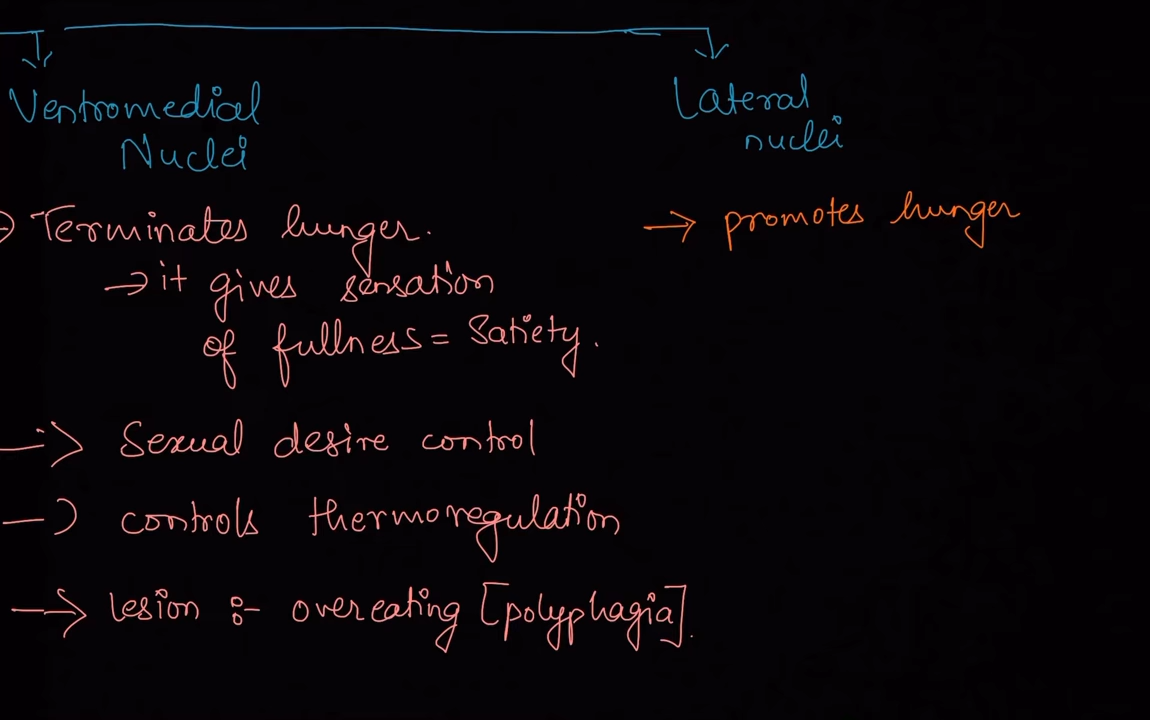 Ventromedial
Nuclei
Lateral
nuclei
Terminates hunger.
→ it gives sensation
of fullness = Satiety.
→ promotes hunger
→ Sexual desire control
→ controls thermoregulation
→ lesion :- overeating [polyphagia].